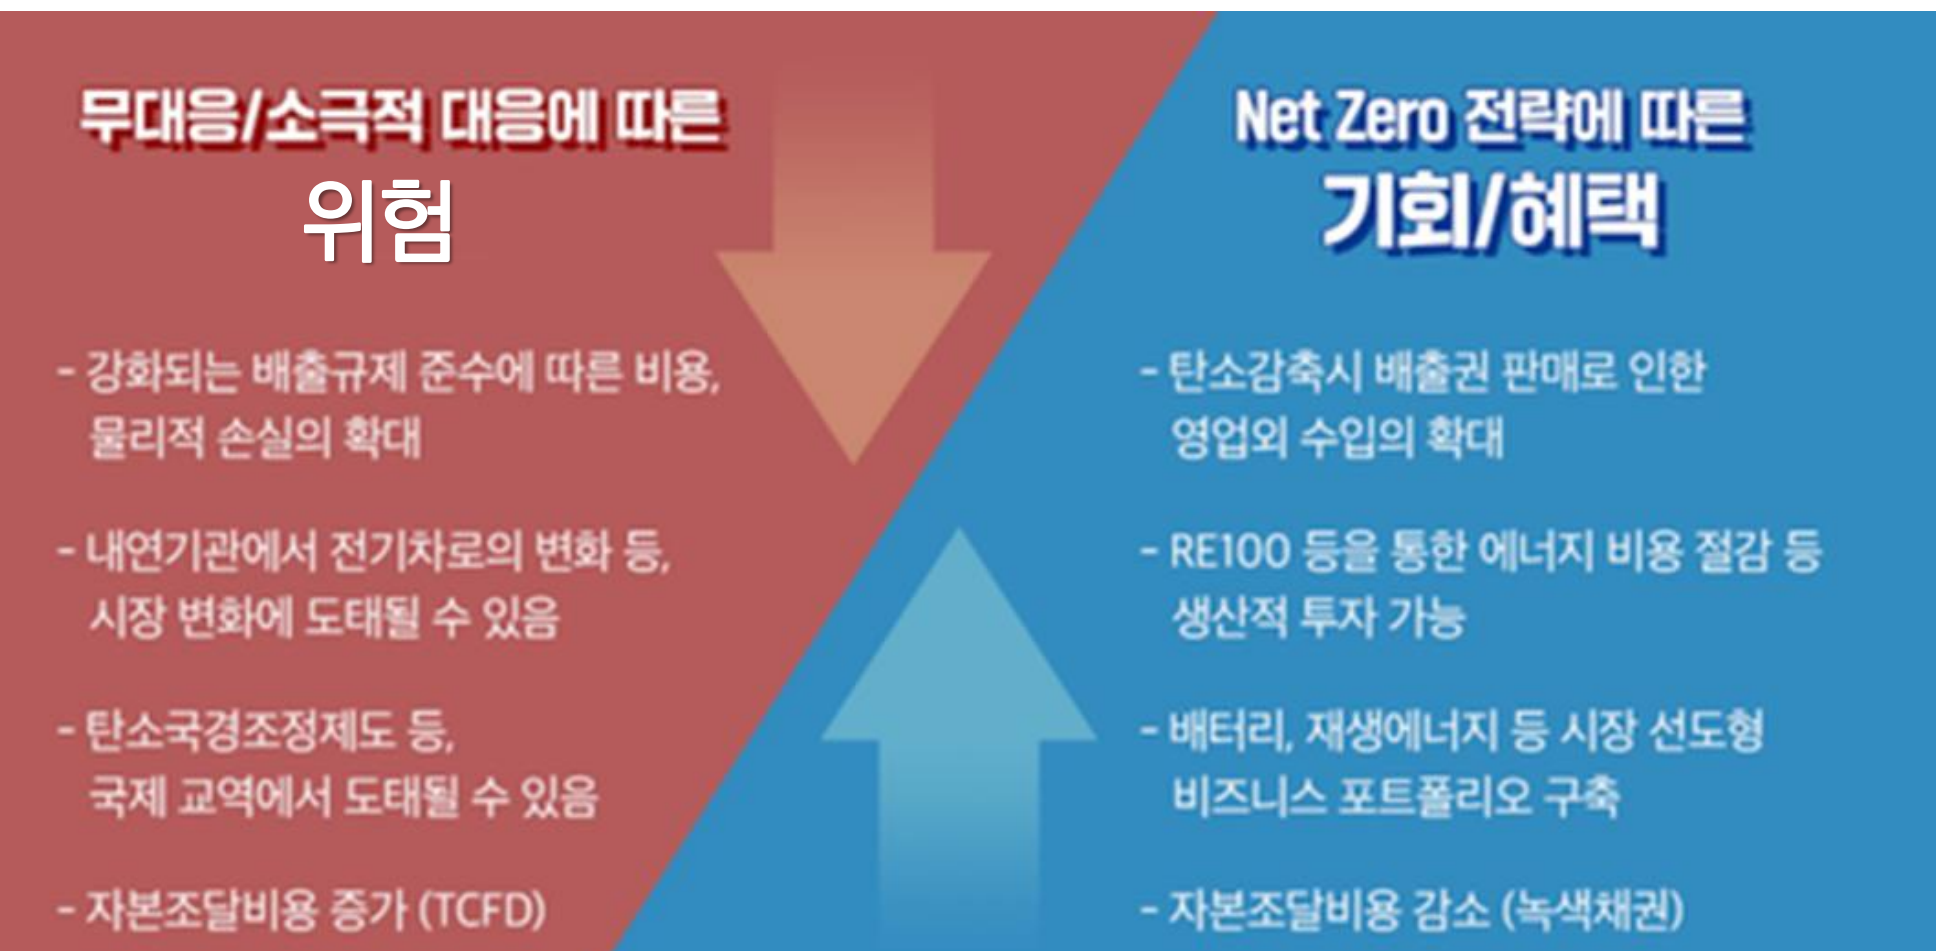 무대응/소극적 대응에 따른
위험
- 강화되는 배출규제 준수에 따른 비용,
물리적 손실의 확대
- 내연기관에서 전기차로의 변화 등,
시장 변화에 도태될 수 있음
- 탄소국경조정제도 등,
국제 교역에서 도태될 수 있음
- 자본조달비용 증가 (TCFD)
Net Zero 전략에 따른
기회/혜택
- 탄소감축시 배출권 판매로 인한
영업외 수입의 확대
- RE100 등을 통한 에너지 비용 절감 등
생산적 투자 가능
- 배터리, 재생에너지 등 시장 선도형
비즈니스 포트폴리오 구축
- 자본조달비용 감소 (녹색채권)